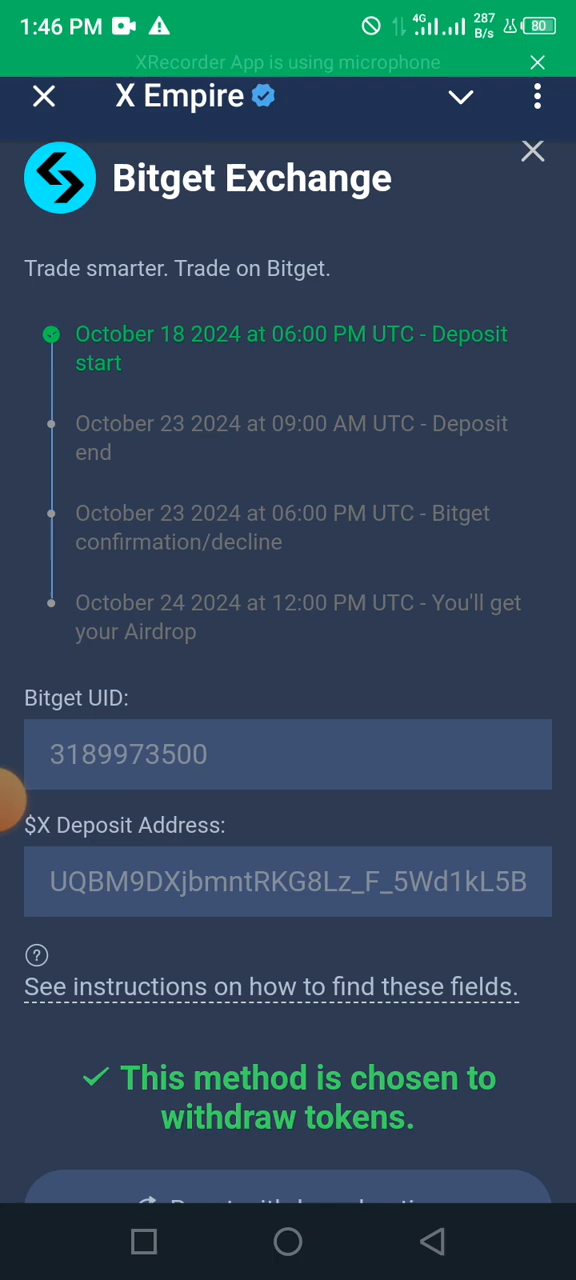 1:46 PM 4G 287 B/s 80
XRecorder App is using microphone
X Empire
Bitget Exchange
Trade smarter. Trade on Bitget.
October 18 2024 at 06:00 PM UTC - Deposit
start
October 23 2024 at 09:00 AM UTC - Deposit
end
October 23 2024 at 06:00 PM UTC - Bitget
confirmation/decline
October 24 2024 at 12:00 PM UTC - You'll get
your Airdrop
Bitget UID:
3189973500
$X Deposit Address:
UQBM9DXjbmntRKG8Lz_F_5Wd1kL5B
?
See instructions on how to find these fields.
This method is chosen to
withdraw tokens.